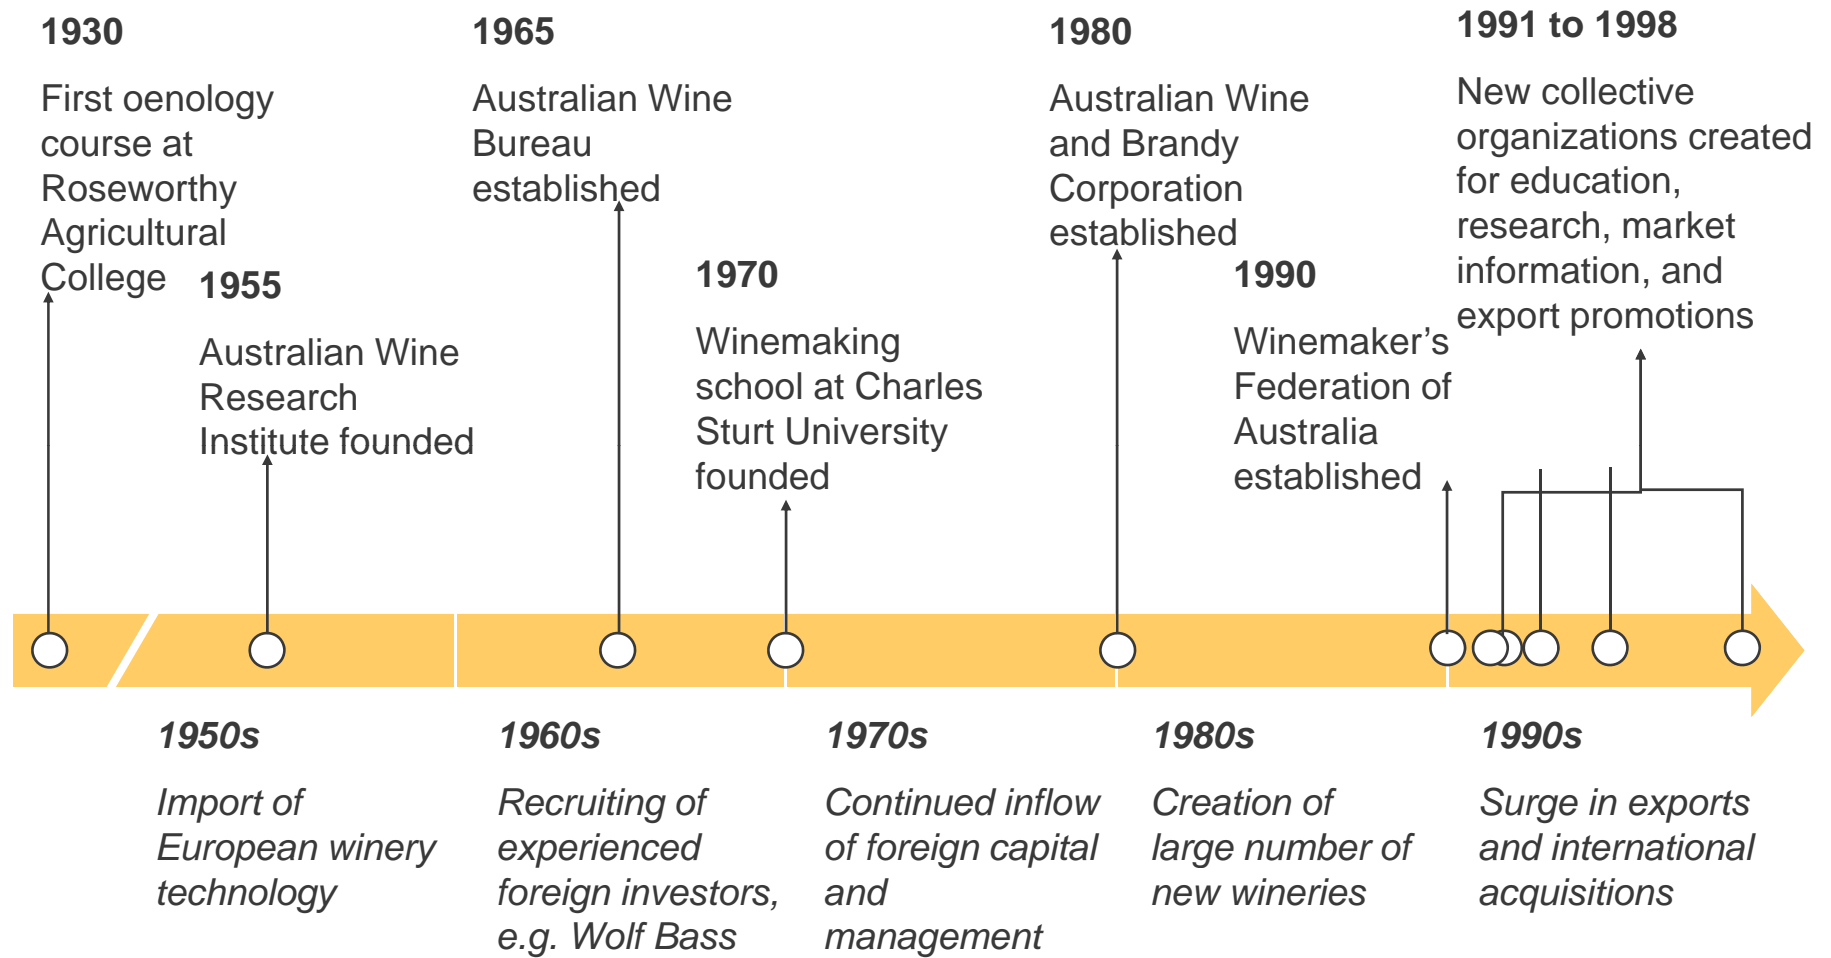 1930
First oenology
course at
Roseworthy
Agricultural
College
1955
Australian Wine
Research
Institute founded
1965
Australian Wine
Bureau
established
1970
Winemaking
school at Charles
Sturt University
founded
1980
Australian Wine
and Brandy
Corporation
established
1990
Winemaker's
Federation of
Australia
established
1991 to 1998
New collective
organizations created
for education,
research, market
information, and
export promotions
1950s
Import of
European winery
technology
1960s
Recruiting of
experienced
foreign investors,
e.g. Wolf Bass
1970s
Continued inflow
of foreign capital
and
management
1980s
Creation of
large number of
new wineries
1990s
Surge in exports
and international
acquisitions